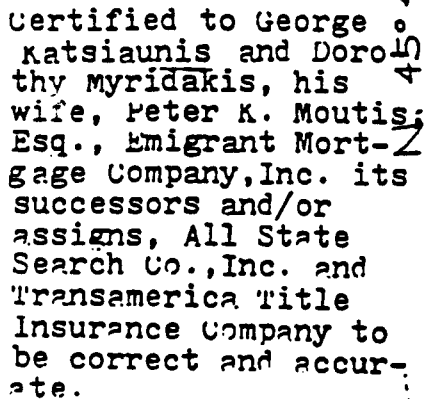 Certified to George
Katsiaunis and Doro-
thy Myridakis, his
wife, Peter K. Moutis,
Esq., Emigrant Mort-
gage Company,Inc. its
successors and/or
assigns, All State
Search Co.,Inc. and
Transamerica Title
Insurance Company to
be correct and accur-
ate.
45.
N